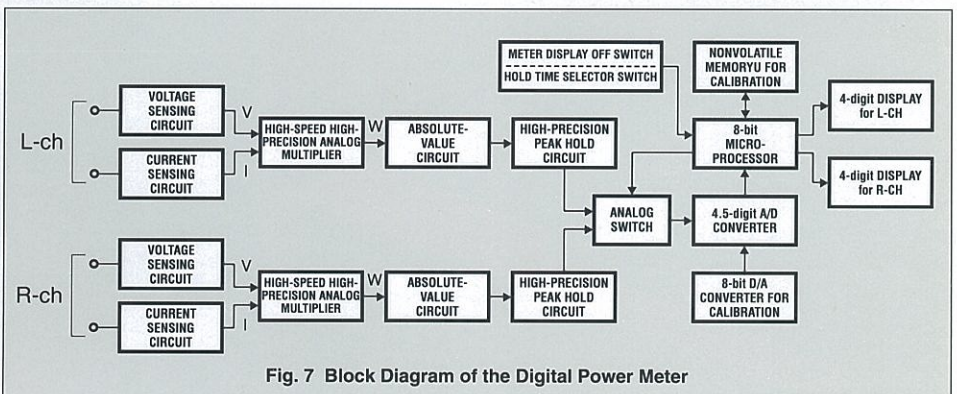 METER DISPLAY OFF SWITCH
HOLD TIME SELECTOR SWITCH
NONVOLATILE
MEMORYU FOR
CALIBRATION
4-digit DISPLAY
for L-CH
8-bit
MICRO-
PROCESSOR
4-digit DISPLAY
for R-CH
L-ch
VOLTAGE
SENSING
CIRCUIT
V
CURRENT
SENSING
CIRCUIT
I
HIGH-SPEED HIGH-
PRECISION ANALOG
MULTIPLIER
W
ABSOLUTE-
VALUE
CIRCUIT
HIGH-PRECISION
PEAK HOLD
CIRCUIT
ANALOG
SWITCH
4.5-digit A/D
CONVERTER
8-bit D/A
CONVERTER FOR
CALIBRATION
R-ch
VOLTAGE
SENSING
CIRCUIT
V
CURRENT
SENSING
CIRCUIT
I
HIGH-SPEED HIGH-
PRECISION ANALOG
MULTIPLIER
W
ABSOLUTE-
VALUE
CIRCUIT
HIGH-PRECISION
PEAK HOLD
CIRCUIT
Fig. 7 Block Diagram of the Digital Power Meter